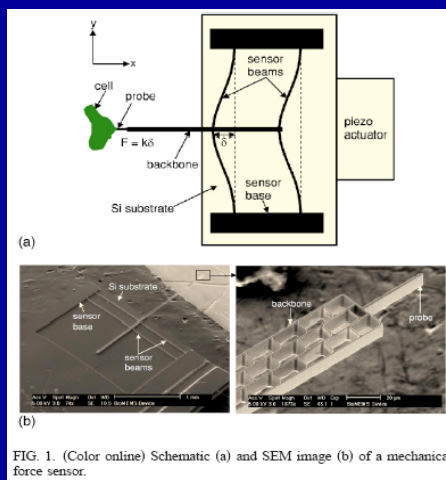 y
x
cell
probe
F = kδ
backbone
Si substrate
sensor
beams
δ
sensor
base
piezo
actuator
(a)
Si substrate
sensor
base
sensor
beams
backbone
probe
(b)
FIG. 1. (Color online) Schematic (a) and SEM image (b) of a mechanical
force sensor.